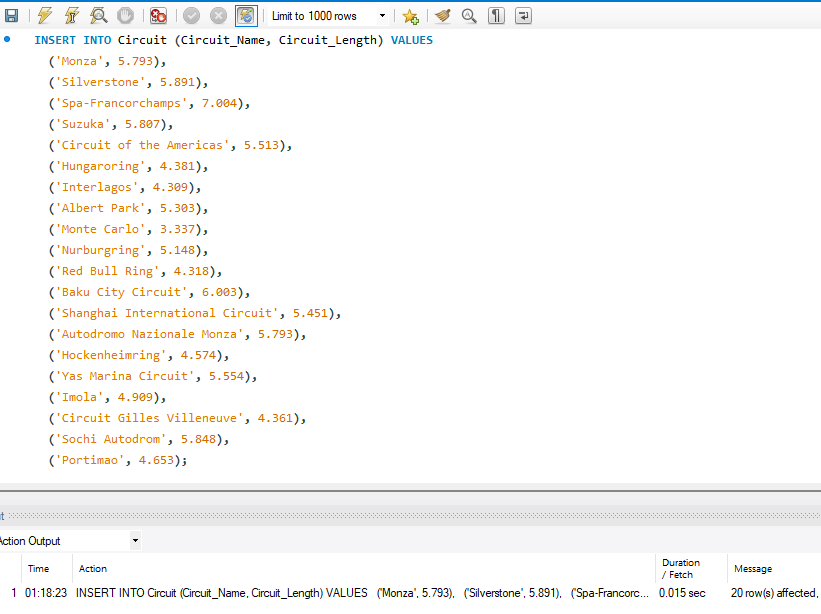 Limit to 1000 rows
INSERT INTO Circuit (Circuit_Name, Circuit_Length) VALUES
('Monza', 5.793),
('Silverstone', 5.891),
('Spa-Francorchamps', 7.004),
('Suzuka', 5.807),
('Circuit of the Americas', 5.513),
('Hungaroring', 4.381),
('Interlagos', 4.309),
('Albert Park', 5.303),
('Monte Carlo', 3.337),
('Nurburgring', 5.148),
('Red Bull Ring', 4.318),
('Baku City Circuit', 6.003),
('Shanghai International Circuit', 5.451),
('Autodromo Nazionale Monza', 5.793),
('Hockenheimring', 4.574),
('Yas Marina Circuit', 5.554),
('Imola', 4.909),
('Circuit Gilles Villeneuve', 4.361),
('Sochi Autodrom', 5.848),
('Portimao', 4.653);
Action Output
Time Action Duration / Fetch Message
1 01:18:23 INSERT INTO Circuit (Circuit_Name, Circuit_Length) VALUES ('Monza', 5.793), ('Silverstone', 5.891), ('Spa-Francorc... 0.015 sec 20 row(s) affected,